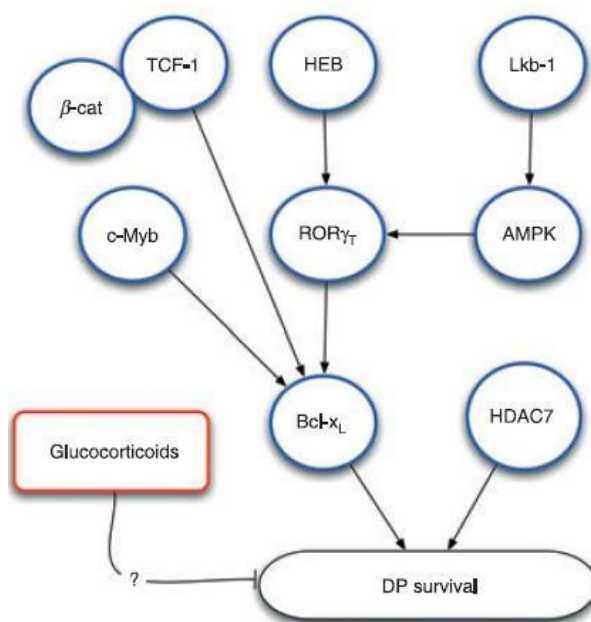 TCF-1
HEB
Lkb-1
β-cat
c-Myb
RORγT
AMPK
Bcl-xL
HDAC7
Glucocorticoids
?
DP survival